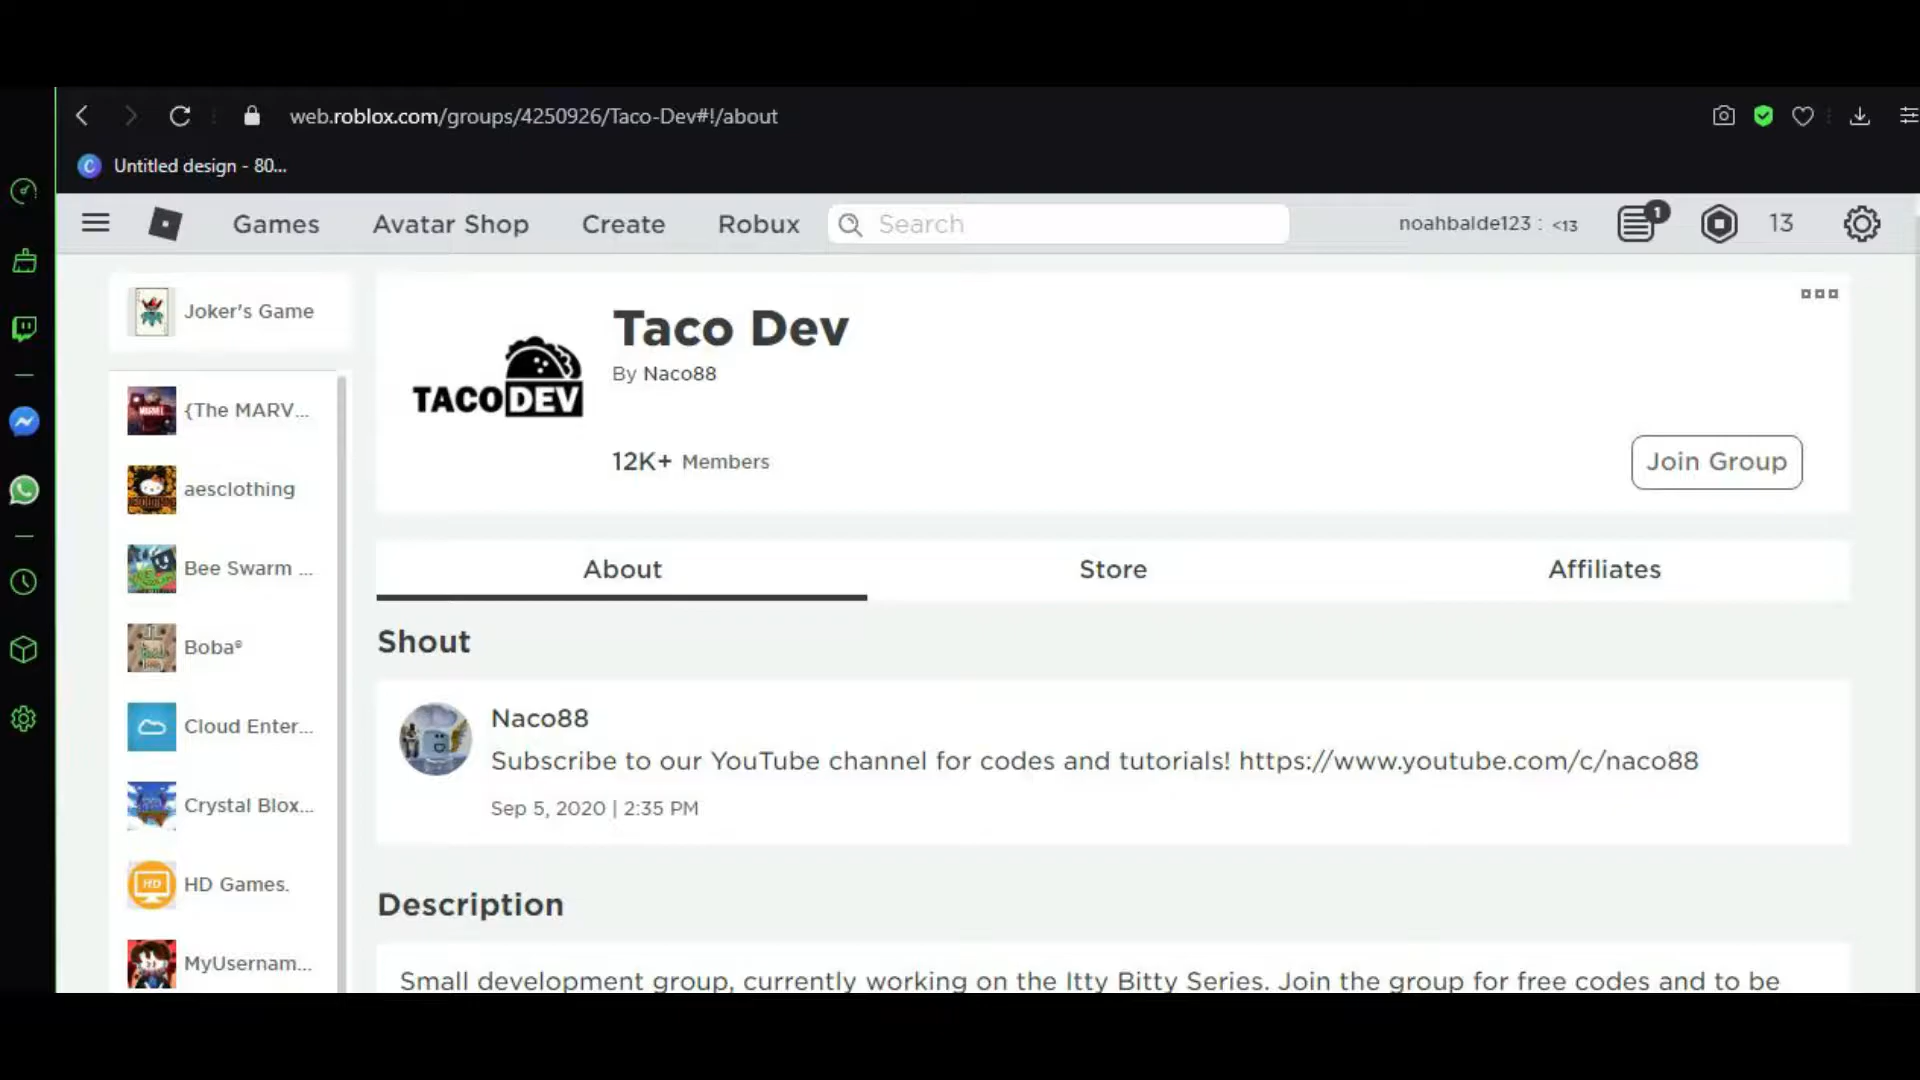 web.roblox.com/groups/4250926/Taco-Dev#!/about
Untitled design - 80...
Games Avatar Shop Create Robux Search noahbalde123 : <13 1 13
Joker's Game
{The MARV...
aesclothing
Bee Swarm ...
Boba®
Cloud Enter...
Crystal Blox...
HD Games.
MyUsernam...
TACODEV
Taco Dev
By Naco88
12K+ Members
Join Group
About Store Affiliates
Shout
Naco88
Subscribe to our YouTube channel for codes and tutorials! https://www.youtube.com/c/naco88
Sep 5, 2020 | 2:35 PM
Description
Small development group, currently working on the Itty Bitty Series. Join the group for free codes and to be